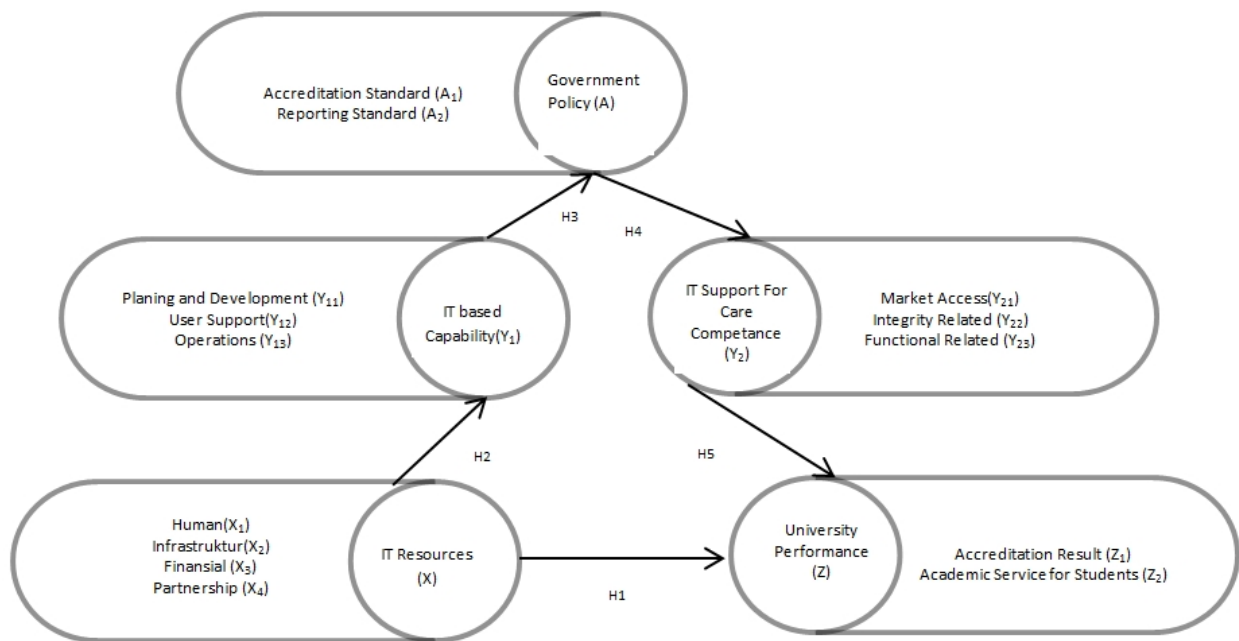 Accreditation Standard (A₁)
Reporting Standard (A₂)
Government
Policy (A)
H3
H4
Planing and Development (Y₁₁)
User Support(Y₁₂)
Operations (Y₁₃)
IT based
Capability(Y₁)
IT Support For
Care
Competance
(Y₂)
Market Access(Y₂₁)
Integrity Related (Y₂₂)
Functional Related (Y₂₃)
H2
H5
Human(X₁)
Infrastruktur(X₂)
Finansial (X₃)
Partnership (X₄)
IT Resources
(X)
H1
University
Performance
(Z)
Accreditation Result (Z₁)
Academic Service for Students (Z₂)